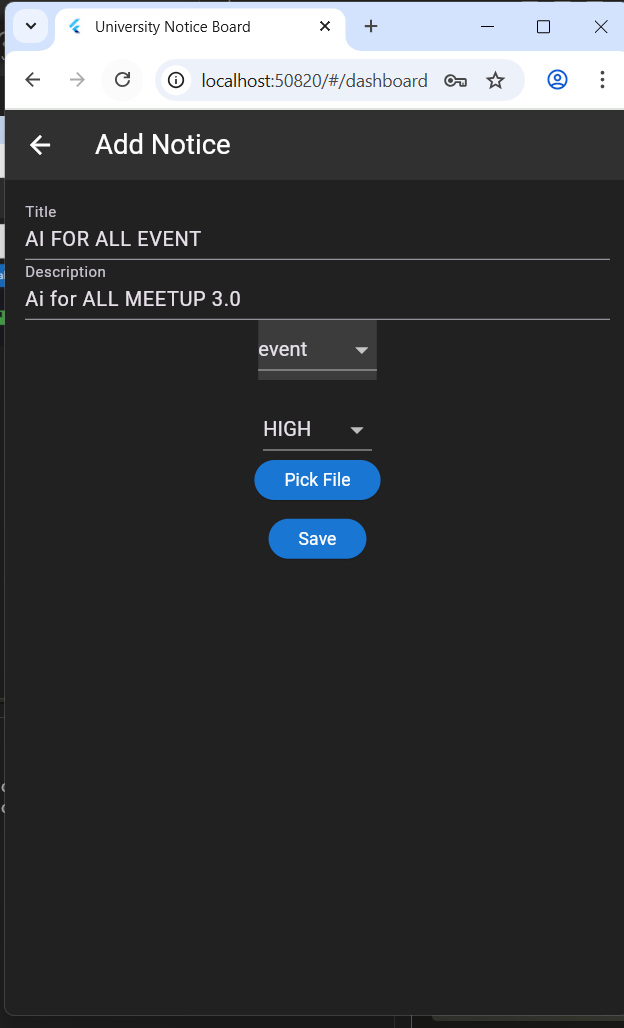 University Notice Board
localhost:50820/#/dashboard
Add Notice
Title
AI FOR ALL EVENT
Description
Ai for ALL MEETUP 3.0
event
HIGH
Pick File
Save